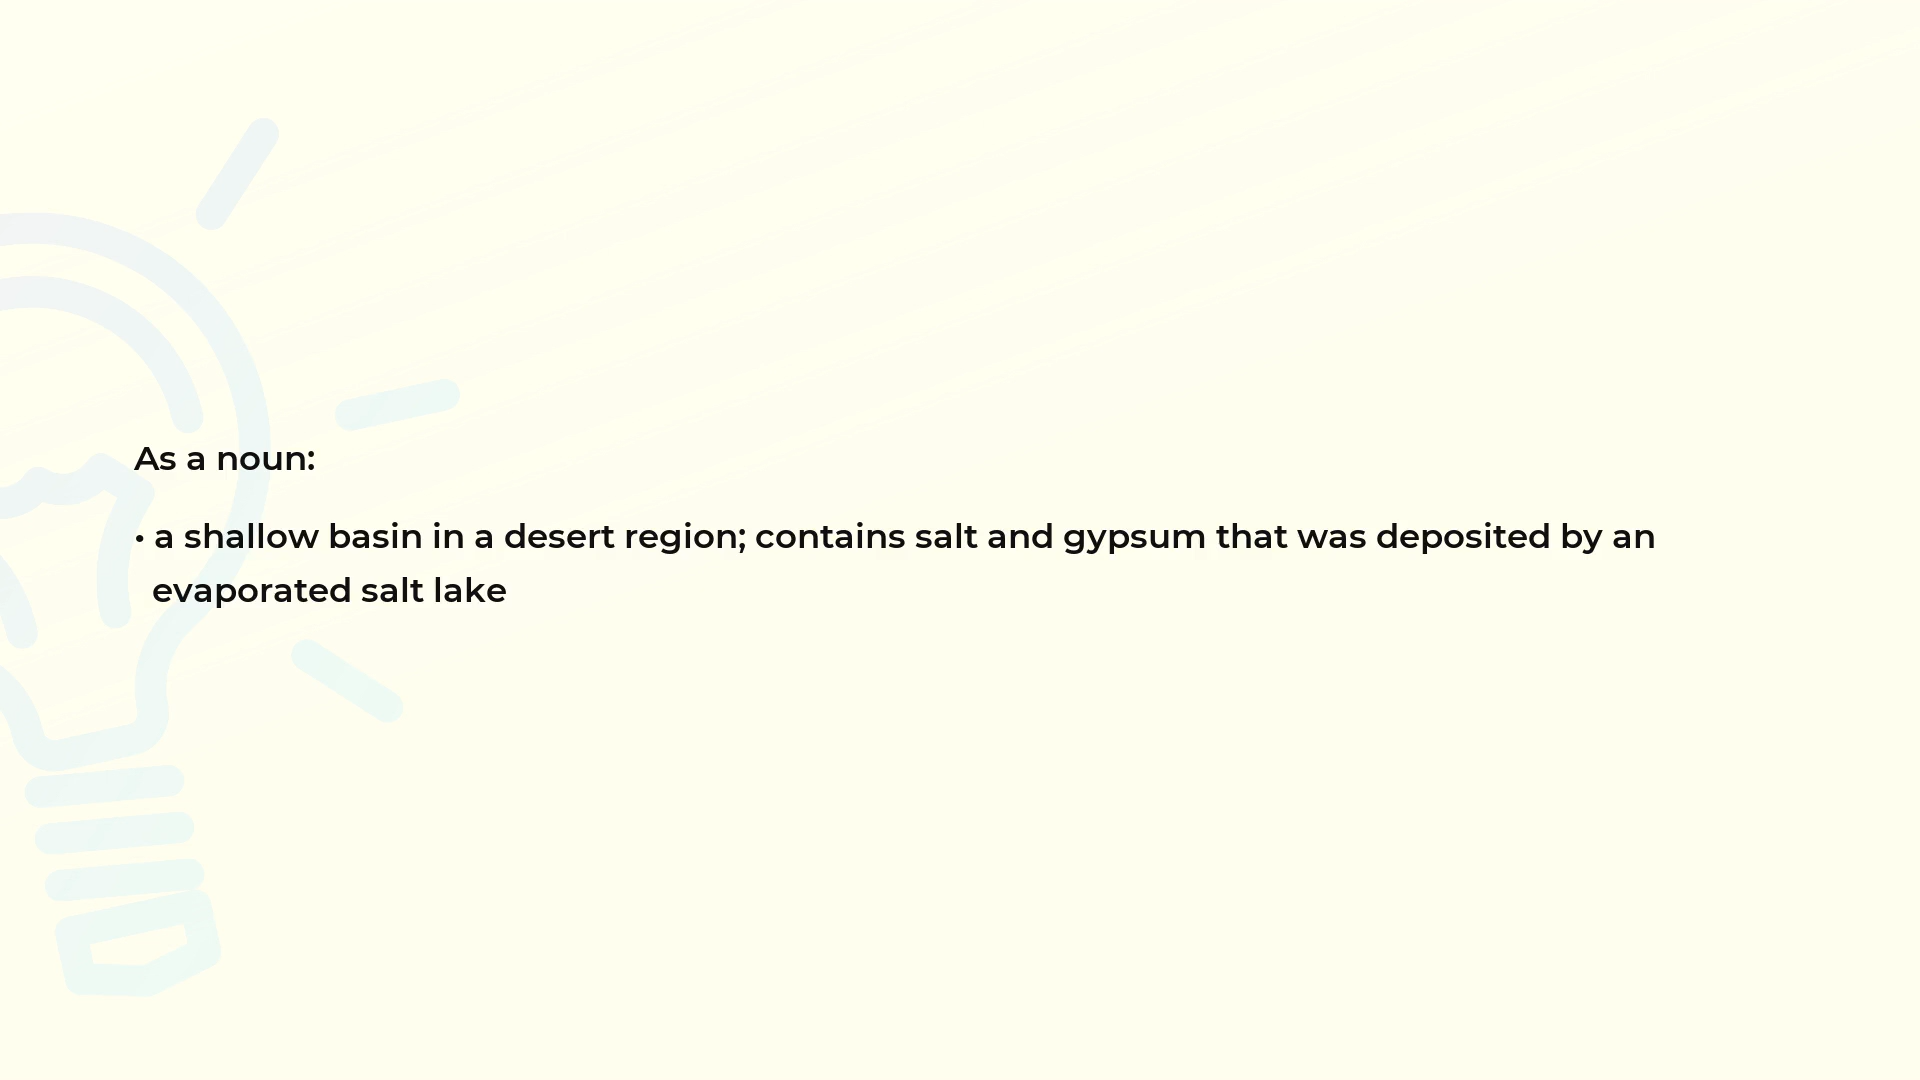 As a noun:
• a shallow basin in a desert region; contains salt and gypsum that was deposited by an
evaporated salt lake